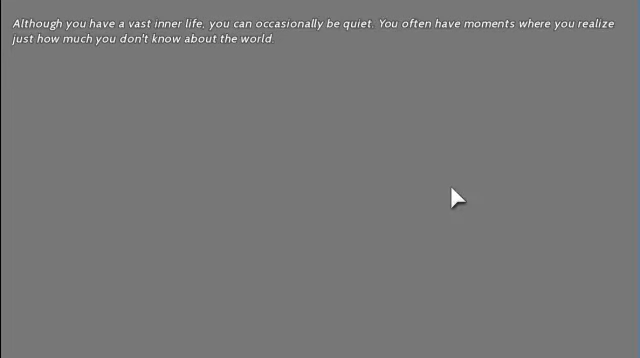 Although you have a vast inner life, you can occasionally be quiet. You often have moments where you realize
just how much you don't know about the world.